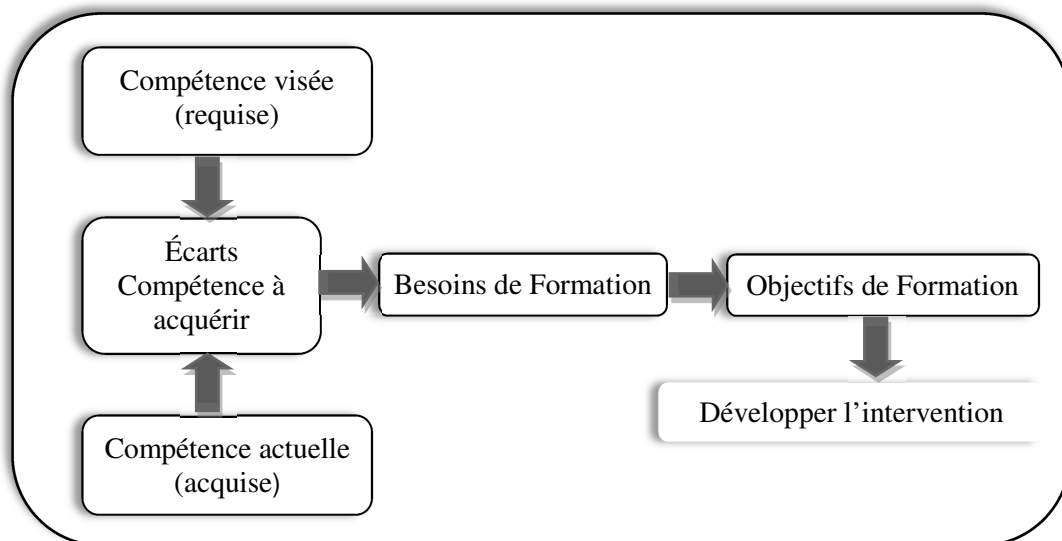 Compétence visée
(requise)
Écarts
Compétence à
acquérir
Besoins de Formation
Objectifs de Formation
Développer l’intervention
Compétence actuelle
(acquise)